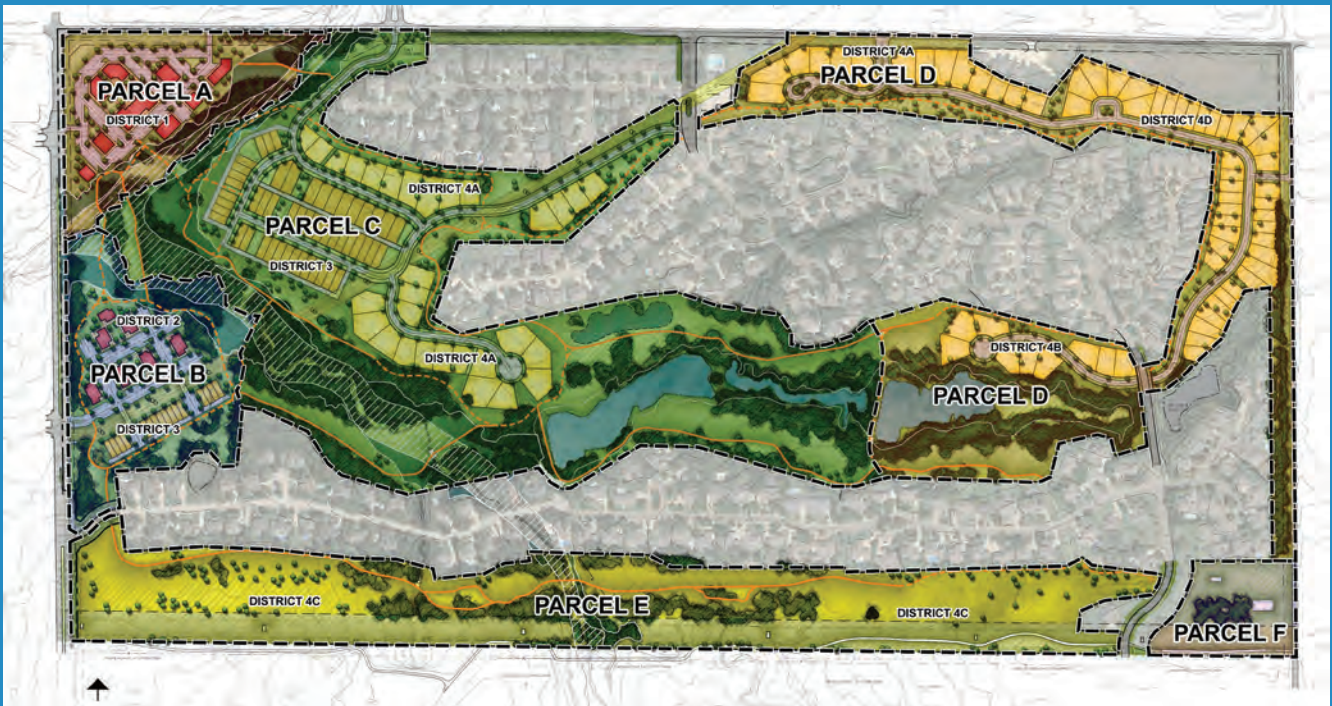 DISTRICT 4A
PARCEL D
PARCEL A
DISTRICT 1
DISTRICT 4D
DISTRICT 4A
PARCEL C
DISTRICT 3
DISTRICT 2
DISTRICT 4B
DISTRICT 4A
PARCEL B
PARCEL D
DISTRICT 3
DISTRICT 4C
PARCEL E
DISTRICT 4C
PARCEL F